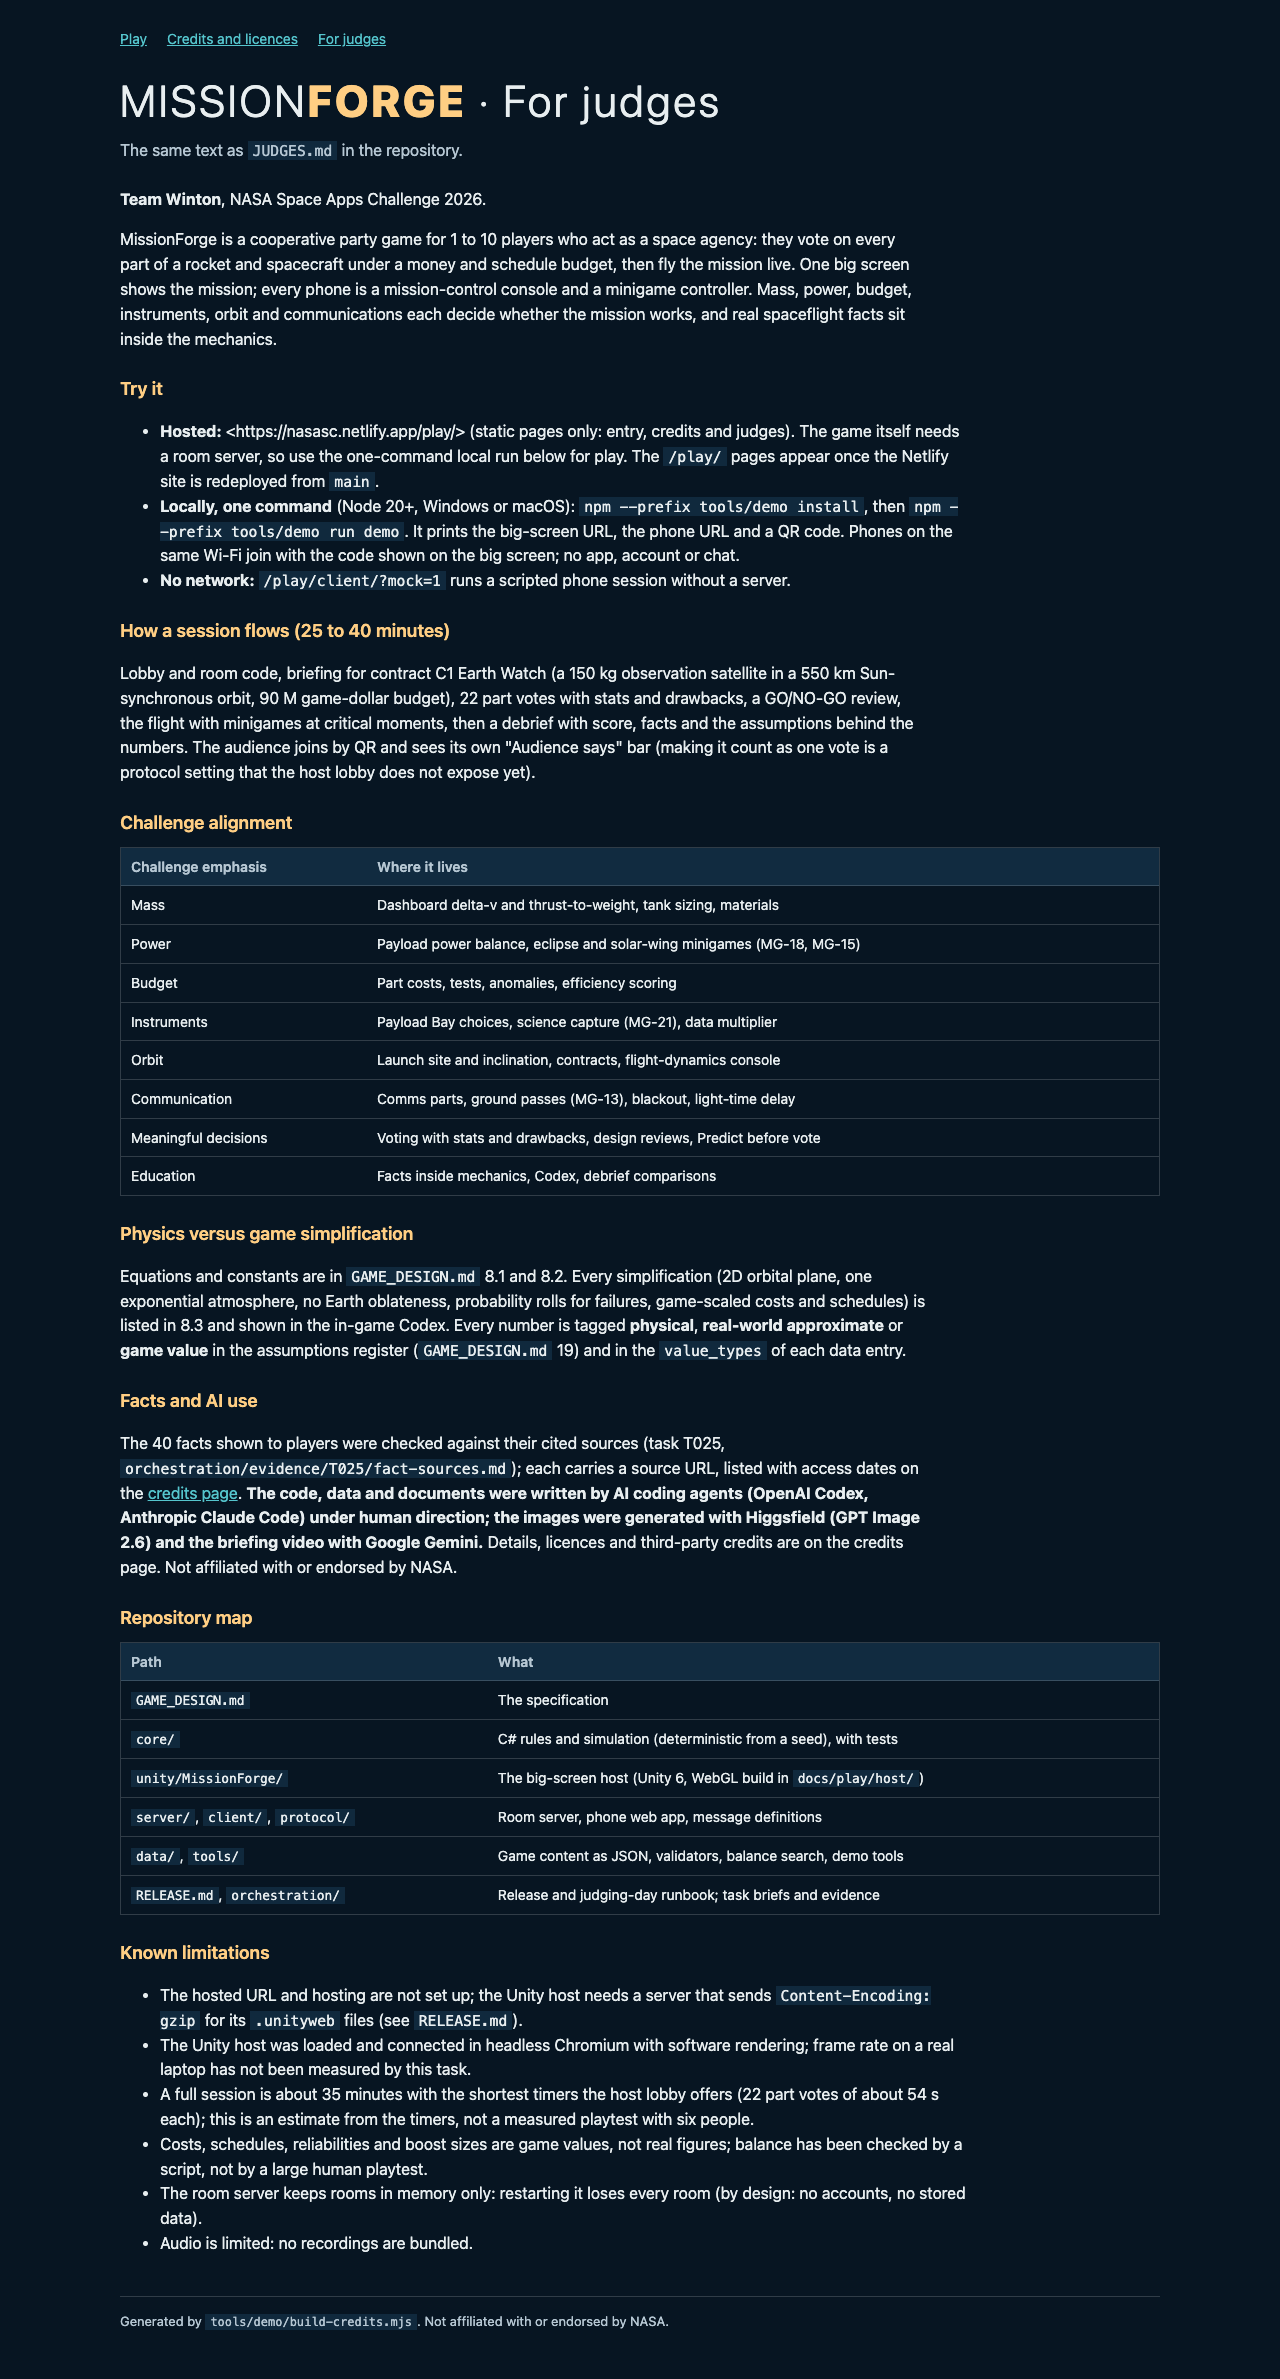 Play Credits and licences For judges
MISSIONFORGE · For judges
The same text as JUDGES.md in the repository.
Team Winton, NASA Space Apps Challenge 2026.
MissionForge is a cooperative party game for 1 to 10 players who act as a space agency: they vote on every
part of a rocket and spacecraft under a money and schedule budget, then fly the mission live. One big screen
shows the mission; every phone is a mission-control console and a minigame controller. Mass, power, budget,
instruments, orbit and communications each decide whether the mission works, and real spaceflight facts sit
inside the mechanics.
Try it
• Hosted: <https://nasasc.netlify.app/play/> (static pages only: entry, credits and judges). The game itself needs
a room server, so use the one-command local run below for play. The /play/ pages appear once the Netlify
site is redeployed from main.
• Locally, one command (Node 20+, Windows or macOS): npm --prefix tools/demo install, then npm -
-prefix tools/demo run demo. It prints the big-screen URL, the phone URL and a QR code. Phones on the
same Wi-Fi join with the code shown on the big screen; no app, account or chat.
• No network: /play/client/?mock=1 runs a scripted phone session without a server.
How a session flows (25 to 40 minutes)
Lobby and room code, briefing for contract C1 Earth Watch (a 150 kg observation satellite in a 550 km Sun-
synchronous orbit, 90 M game-dollar budget), 22 part votes with stats and drawbacks, a GO/NO-GO review,
the flight with minigames at critical moments, then a debrief with score, facts and the assumptions behind the
numbers. The audience joins by QR and sees its own "Audience says" bar (making it count as one vote is a
protocol setting that the host lobby does not expose yet).
Challenge alignment
Challenge emphasis Where it lives
Mass Dashboard delta-v and thrust-to-weight, tank sizing, materials
Power Payload power balance, eclipse and solar-wing minigames (MG-18, MG-15)
Budget Part costs, tests, anomalies, efficiency scoring
Instruments Payload Bay choices, science capture (MG-21), data multiplier
Orbit Launch site and inclination, contracts, flight-dynamics console
Communication Comms parts, ground passes (MG-13), blackout, light-time delay
Meaningful decisions Voting with stats and drawbacks, design reviews, Predict before vote
Education Facts inside mechanics, Codex, debrief comparisons
Physics versus game simplification
Equations and constants are in GAME_DESIGN.md 8.1 and 8.2. Every simplification (2D orbital plane, one
exponential atmosphere, no Earth oblateness, probability rolls for failures, game-scaled costs and schedules) is
listed in 8.3 and shown in the in-game Codex. Every number is tagged physical, real-world approximate or
game value in the assumptions register (GAME_DESIGN.md 19) and in the value_types of each data entry.
Facts and AI use
The 40 facts shown to players were checked against their cited sources (task T025,
orchestration/evidence/T025/fact-sources.md); each carries a source URL, listed with access dates on
the credits page. The code, data and documents were written by AI coding agents (OpenAI Codex,
Anthropic Claude Code) under human direction; the images were generated with Higgsfield (GPT Image
2.6) and the briefing video with Google Gemini. Details, licences and third-party credits are on the credits
page. Not affiliated with or endorsed by NASA.
Repository map
Path What
GAME_DESIGN.md The specification
core/ C# rules and simulation (deterministic from a seed), with tests
unity/MissionForge/ The big-screen host (Unity 6, WebGL build in docs/play/host/)
server/, client/, protocol/ Room server, phone web app, message definitions
data/, tools/ Game content as JSON, validators, balance search, demo tools
RELEASE.md, orchestration/ Release and judging-day runbook; task briefs and evidence
Known limitations
• The hosted URL and hosting are not set up; the Unity host needs a server that sends Content-Encoding:
gzip for its .unityweb files (see RELEASE.md).
• The Unity host was loaded and connected in headless Chromium with software rendering; frame rate on a real
laptop has not been measured by this task.
• A full session is about 35 minutes with the shortest timers the host lobby offers (22 part votes of about 54 s
each); this is an estimate from the timers, not a measured playtest with six people.
• Costs, schedules, reliabilities and boost sizes are game values, not real figures; balance has been checked by a
script, not by a large human playtest.
• The room server keeps rooms in memory only: restarting it loses every room (by design: no accounts, no stored
data).
• Audio is limited: no recordings are bundled.
Generated by tools/demo/build-credits.mjs. Not affiliated with or endorsed by NASA.